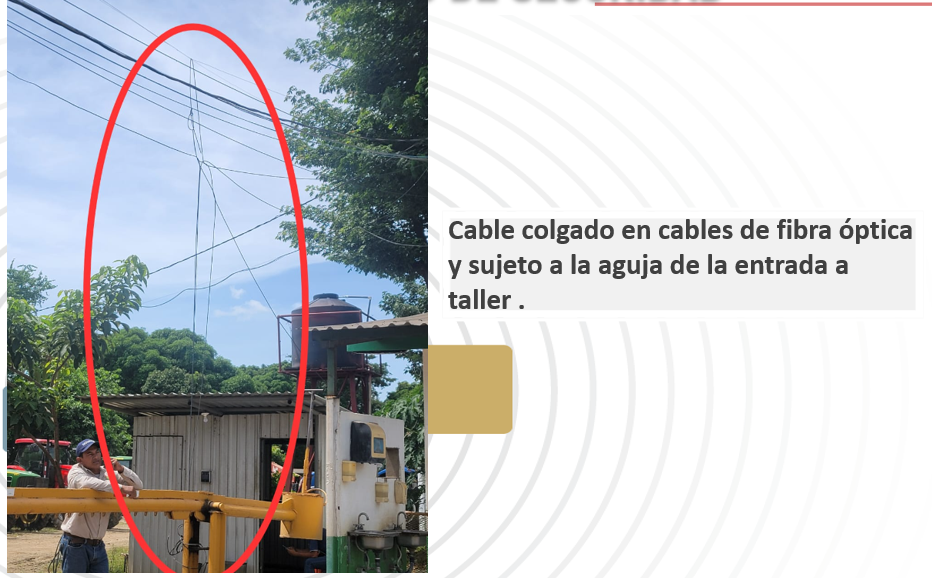 Cable colgado en cables de fibra óptica
y sujeto a la aguja de la entrada a
taller .